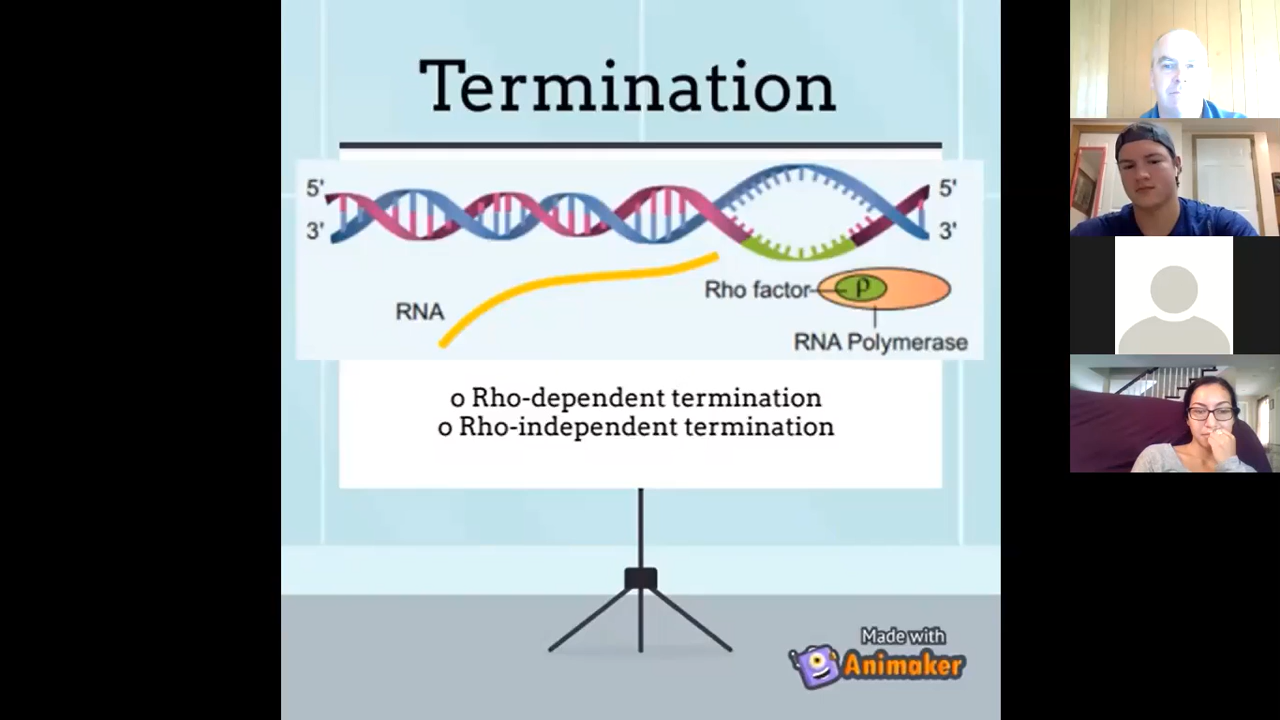 Termination
5'
5'
3'
3'
RNA
Rho factor
ρ
RNA Polymerase
o Rho-dependent termination
o Rho-independent termination
Made with
Animaker